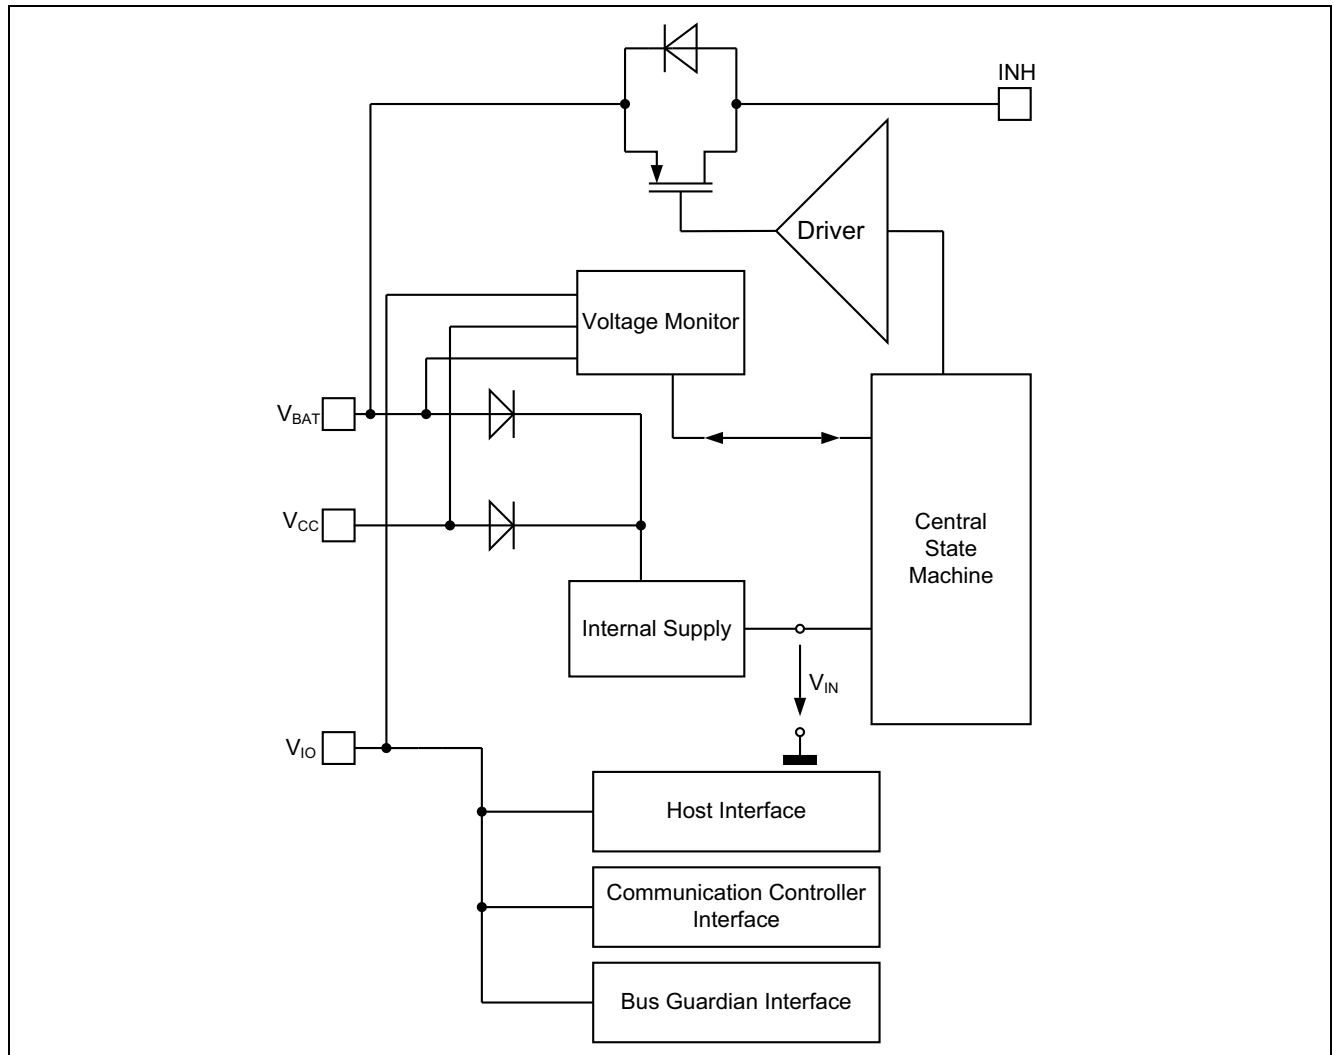 INH
Driver
Voltage Monitor
VBAT
VCC
Central
State
Machine
Internal Supply
VIN
VIO
Host Interface
Communication Controller
Interface
Bus Guardian Interface